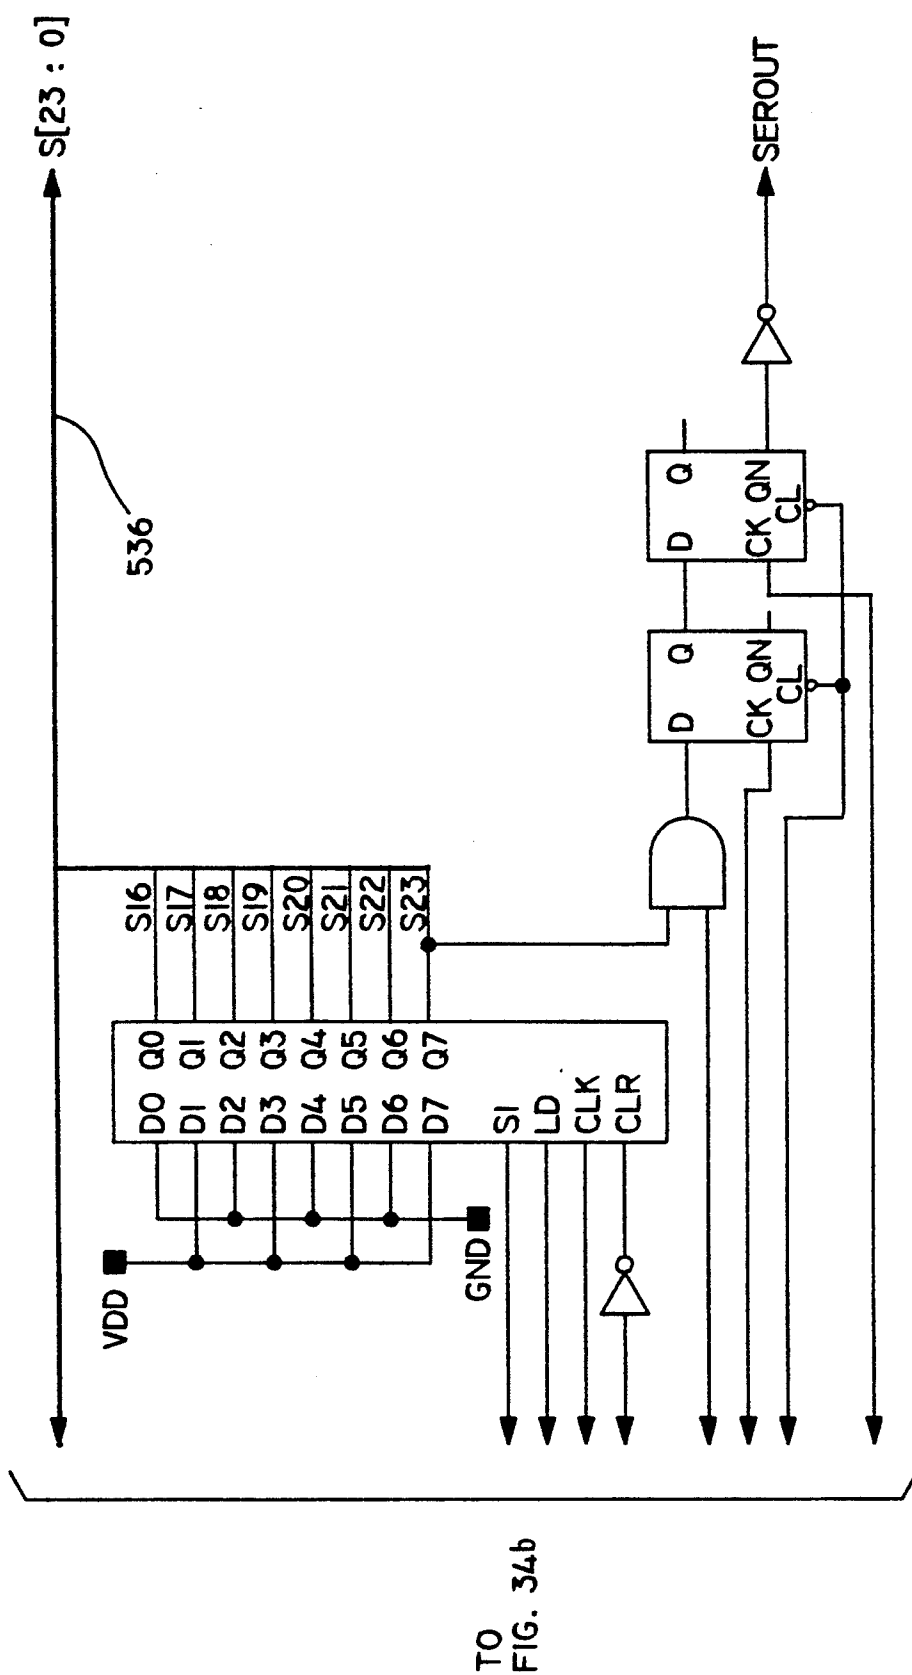 S[23 : 0]
536
VDD
GND
D0 Q0 S16
D1 Q1 S17
D2 Q2 S18
D3 Q3 S19
D4 Q4 S20
D5 Q5 S21
D6 Q6 S22
D7 Q7 S23
SI
LD
CLK
CLR
D Q
CK QN
CL
D Q
CK QN
CL
SEROUT
TO
FIG. 34b